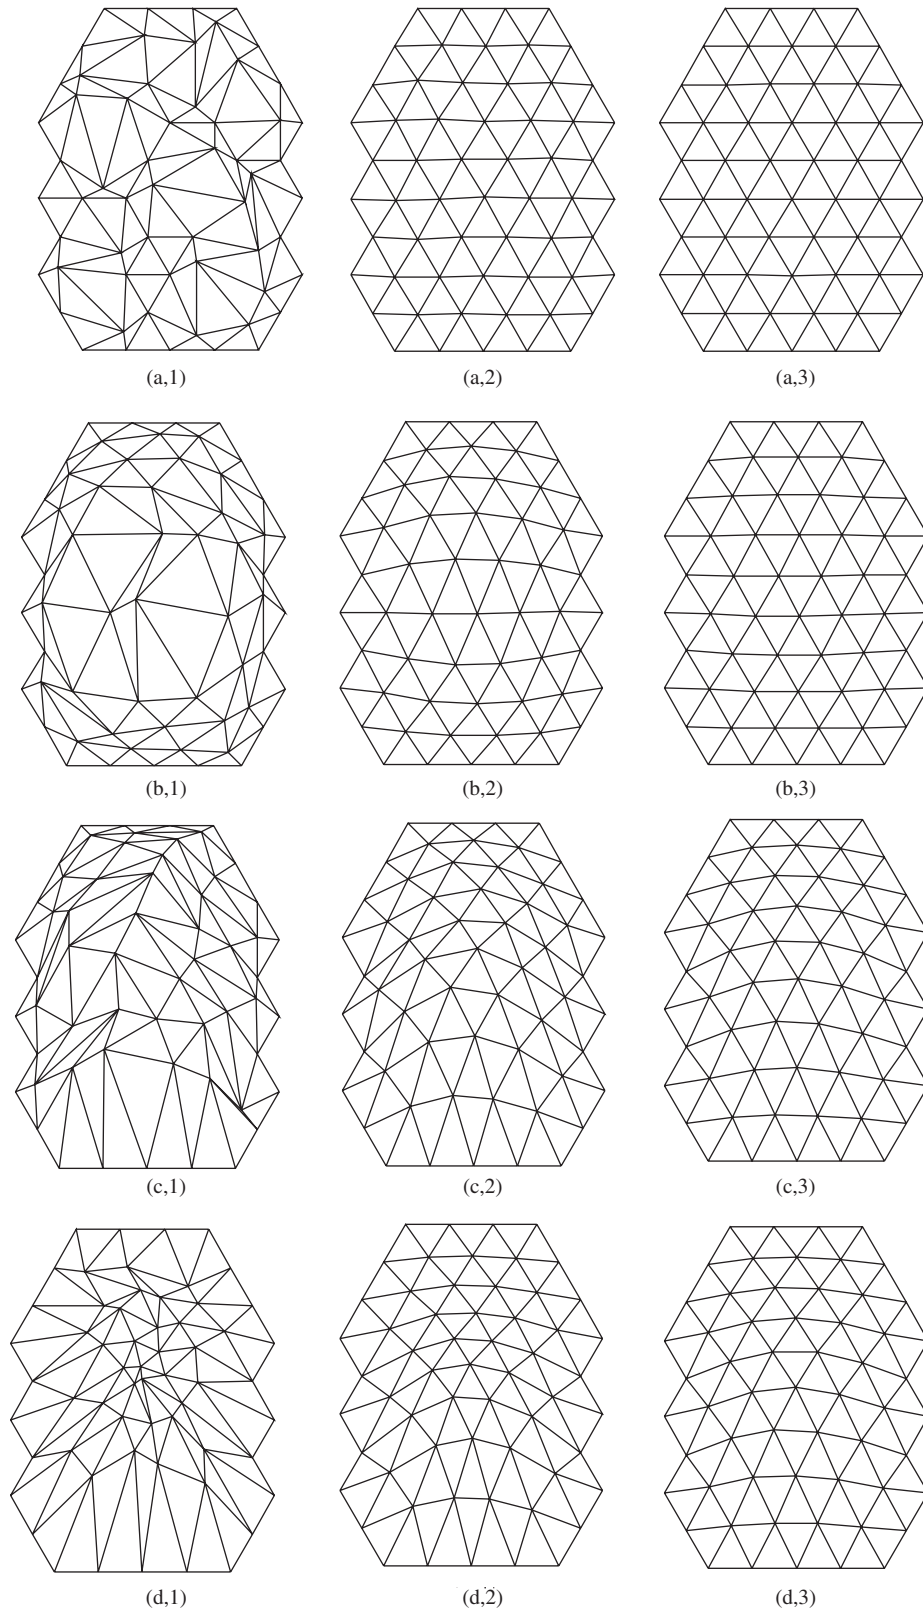 (a,1) (a,2) (a,3)
(b,1) (b,2) (b,3)
(c,1) (c,2) (c,3)
(d,1) (d,2) (d,3)